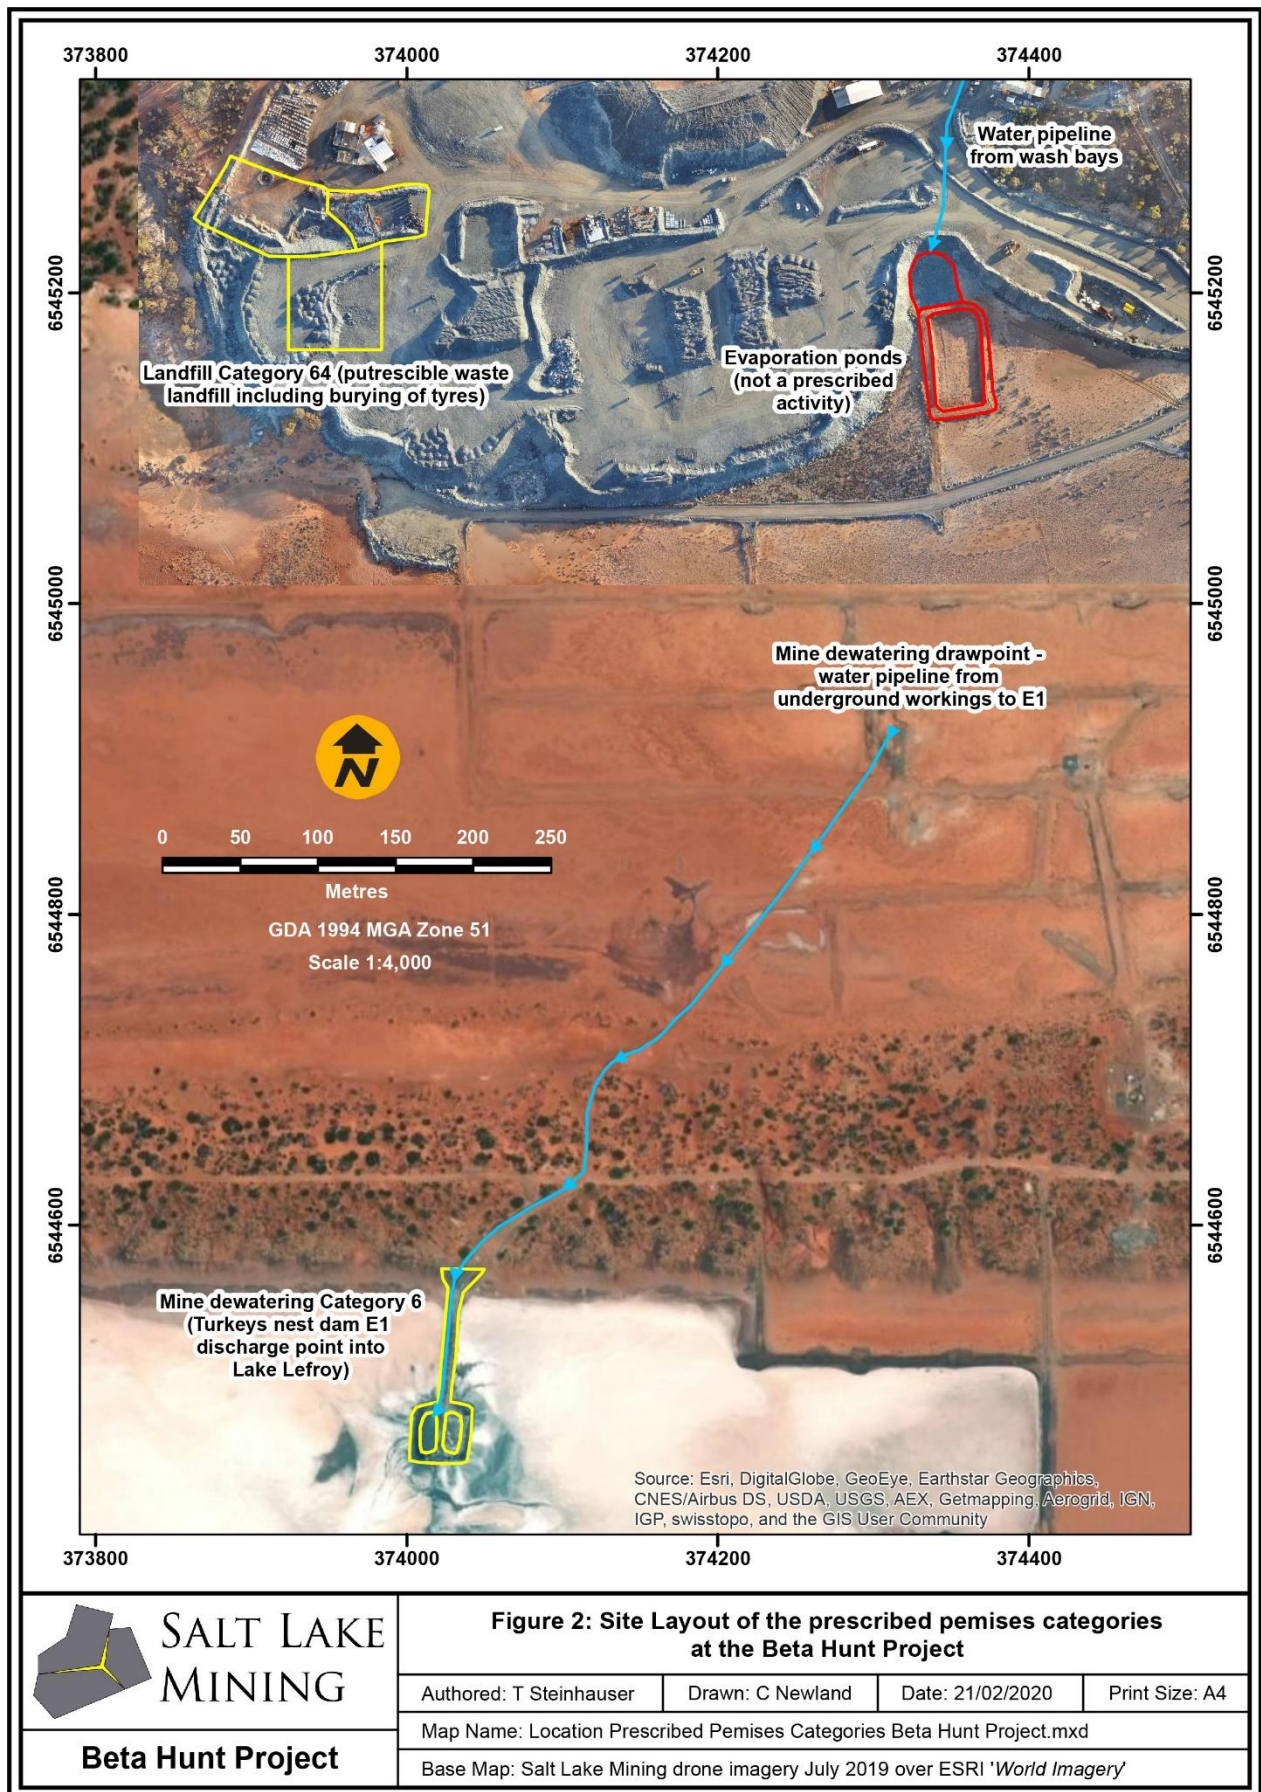 373800
374000
374200
374400
Water pipeline
from wash bays
6545200
6545200
Landfill Category 64 (putrescible waste
landfill including burying of tyres)
Evaporation ponds
(not a prescribed
activity)
6545000
6545000
Mine dewatering drawpoint -
water pipeline from
underground workings to E1
N
0 50 100 150 200 250
Metres
GDA 1994 MGA Zone 51
Scale 1:4,000
6544800
6544800
6544600
6544600
Mine dewatering Category 6
(Turkeys nest dam E1
discharge point into
Lake Lefroy)
Source: Esri, DigitalGlobe, GeoEye, Earthstar Geographics,
CNES/Airbus DS, USDA, USGS, AEX, Getmapping, Aerogrid, IGN,
IGP, swisstopo, and the GIS User Community
373800
374000
374200
374400
SALT LAKE
MINING
Beta Hunt Project
Figure 2: Site Layout of the prescribed pemises categories
at the Beta Hunt Project
Authored: T Steinhauser
Drawn: C Newland
Date: 21/02/2020
Print Size: A4
Map Name: Location Prescribed Pemises Categories Beta Hunt Project.mxd
Base Map: Salt Lake Mining drone imagery July 2019 over ESRI 'World Imagery'